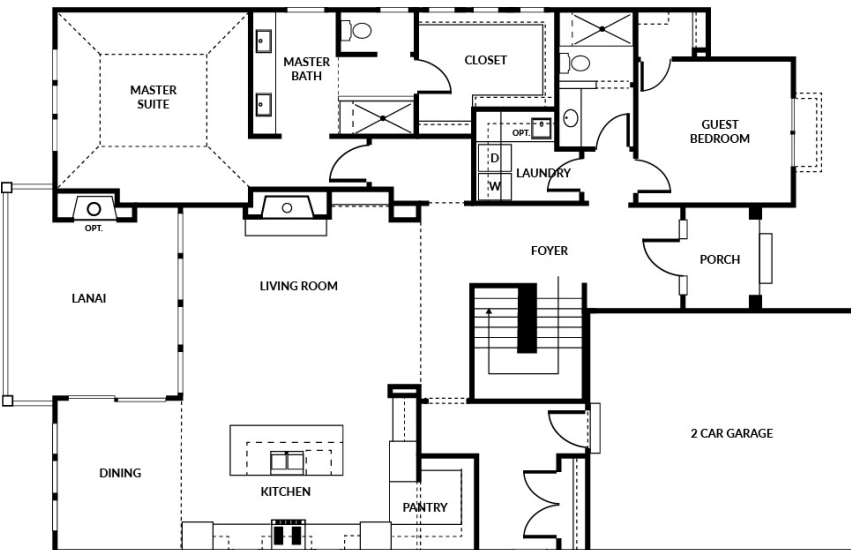 MASTER
SUITE
MASTER
BATH
CLOSET
OPT.
D
W
LAUNDRY
GUEST
BEDROOM
OPT.
LANAI
LIVING ROOM
FOYER
PORCH
2 CAR GARAGE
DINING
KITCHEN
PANTRY